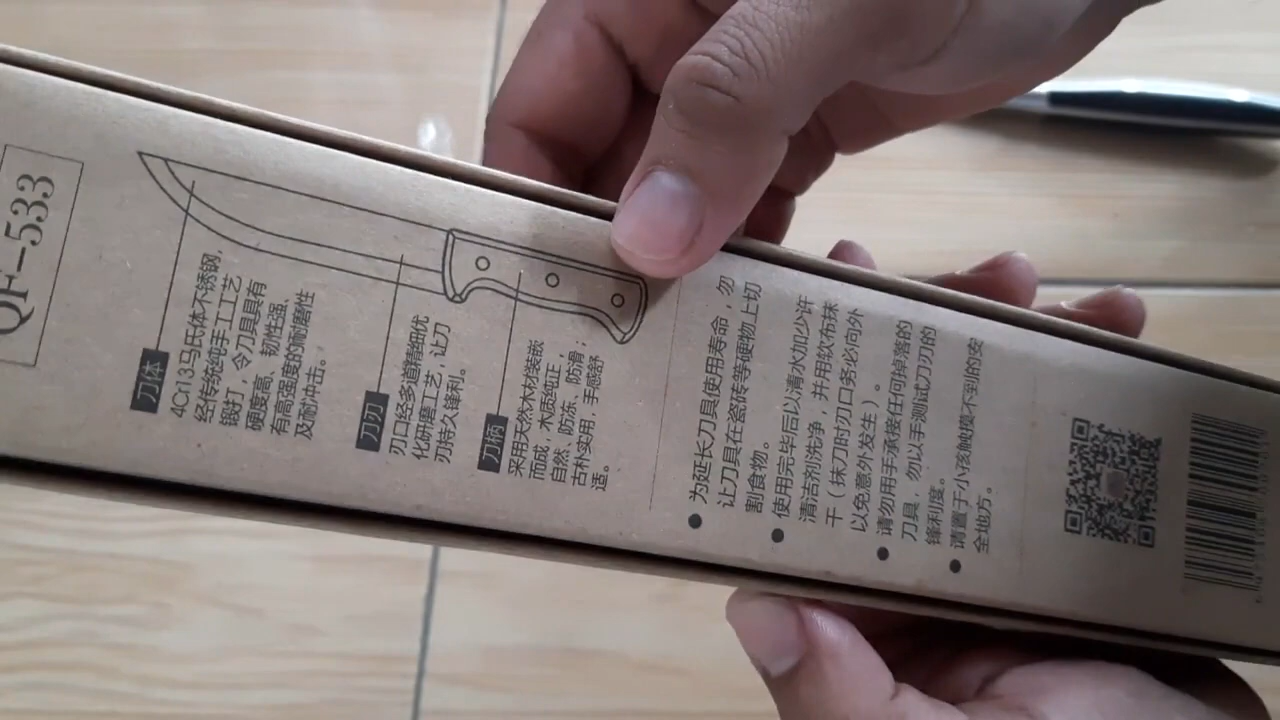 QF-533
刀体
4Cr13马氏体不锈钢,
经传统纯手工工艺
锻打,令刀具具有
硬度高、韧性强、
有高强度的耐磨性
及耐冲击。
刀刃
刃口经多道精细优
化研磨工艺,让刀
刃持久锋利。
刀柄
采用天然木材装嵌
而成,木质纯正、
自然、防冻、防滑;
古朴实用,手感舒
适。
● 为延长刀具使用寿命,勿
让刀具在瓷砖等硬物上切
割食物。
● 使用完毕后以清水加少许
清洁剂洗净,并用软布抹
干(抹刀时刃口务必向外
以免意外发生)。
● 请勿用手承接任何掉落的
刀具,勿以手测试刀刃的
锋利度。
● 请置于小孩触摸不到的安
全地方。